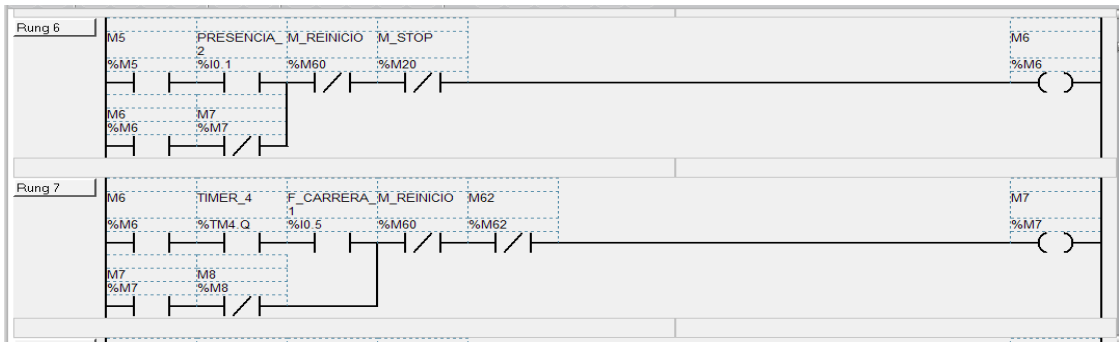 Rung 6
M5 PRESENCIA_ M_REINICIO M_STOP M6
2
%M5 %I0.1 %M60 %M20 %M6
M6 M7
%M6 %M7
Rung 7
M6 TIMER_4 F_CARRERA_ M_REINICIO M62 M7
1
%M6 %TM4.Q %I0.5 %M60 %M62 %M7
M7 M8
%M7 %M8